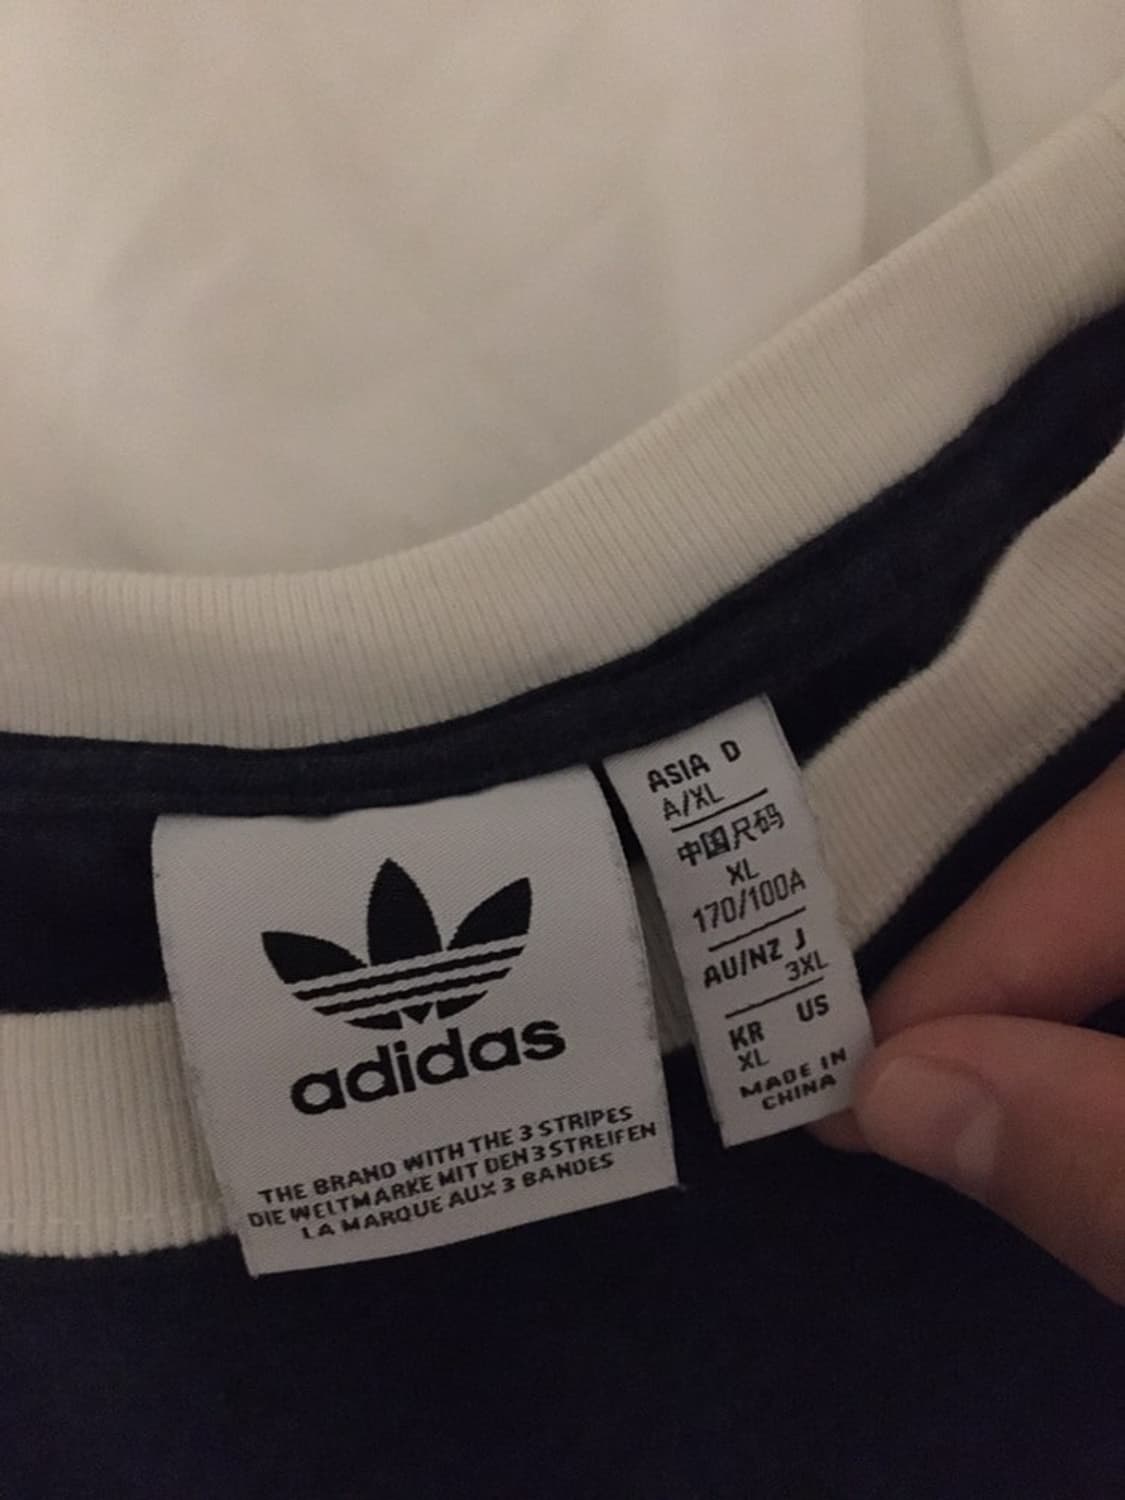 adidas
THE BRAND WITH THE 3 STRIPES
DIE WELTMARKE MIT DEN 3 STREIFEN
LA MARQUE AUX 3 BANDES
ASIA D
A/XL
中国尺码
XL
170/100A
AU/NZ J
3XL
KR US
XL
MADE IN
CHINA